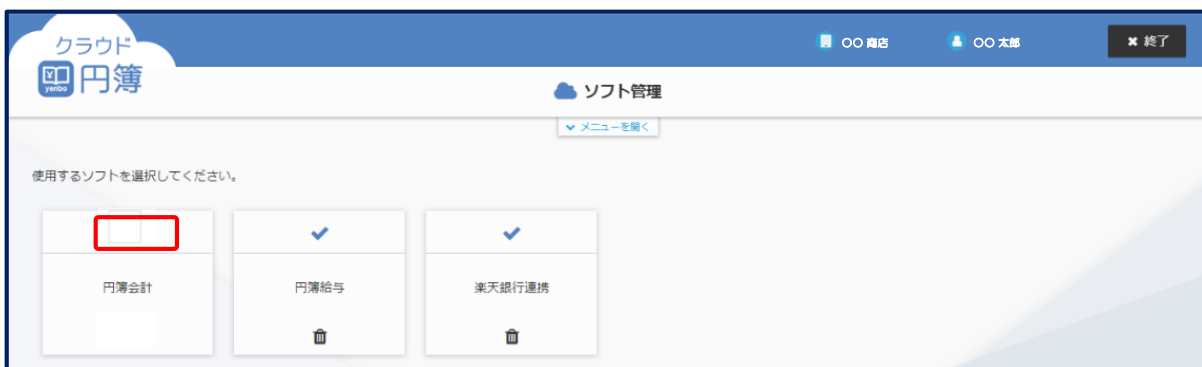 クラウド
円簿
yenbo
〇〇 商店
〇〇 太郎
✖ 終了
ソフト管理
メニューを開く
使用するソフトを選択してください。
円簿会計
円簿給与
楽天銀行連携